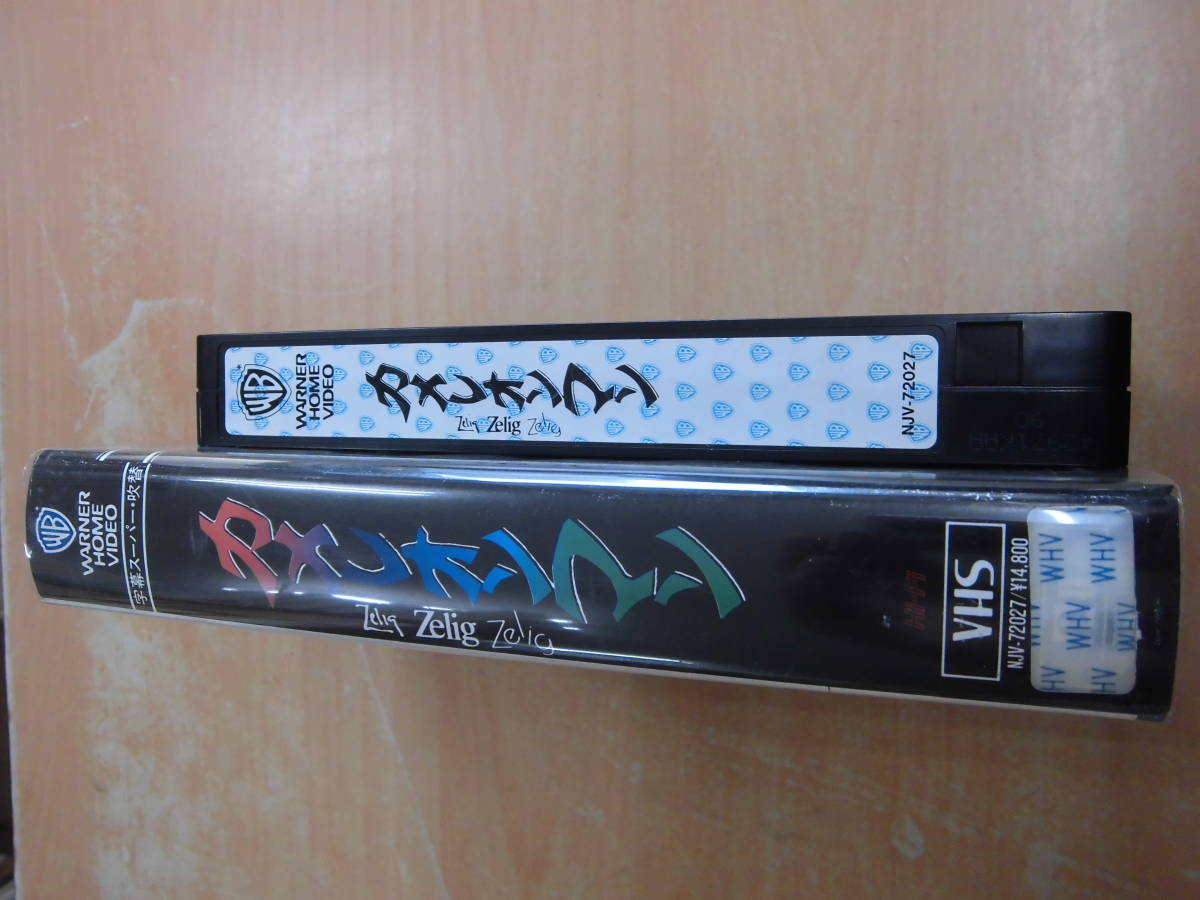 WB
WARNER
HOME
VIDEO
カメレオンマン
Zelig Zelig Zelig
NJV-72027
WB
WARNER
HOME
VIDEO
字幕スーパー・吹替
カメレオンマン
Zelig Zelig Zelig
Hi-Fi
VHS
NJV-72027/¥14,800
WHV WHV
WHV WHV